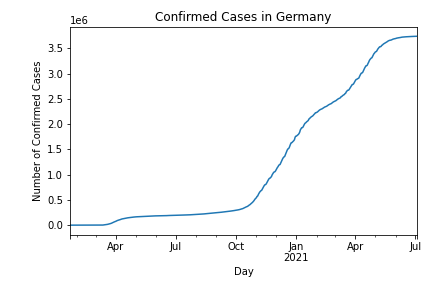 Confirmed Cases in Germany
1e6
Number of Confirmed Cases
3.5
3.0
2.5
2.0
1.5
1.0
0.5
0.0
Apr Jul Oct Jan Apr Jul
2021
Day